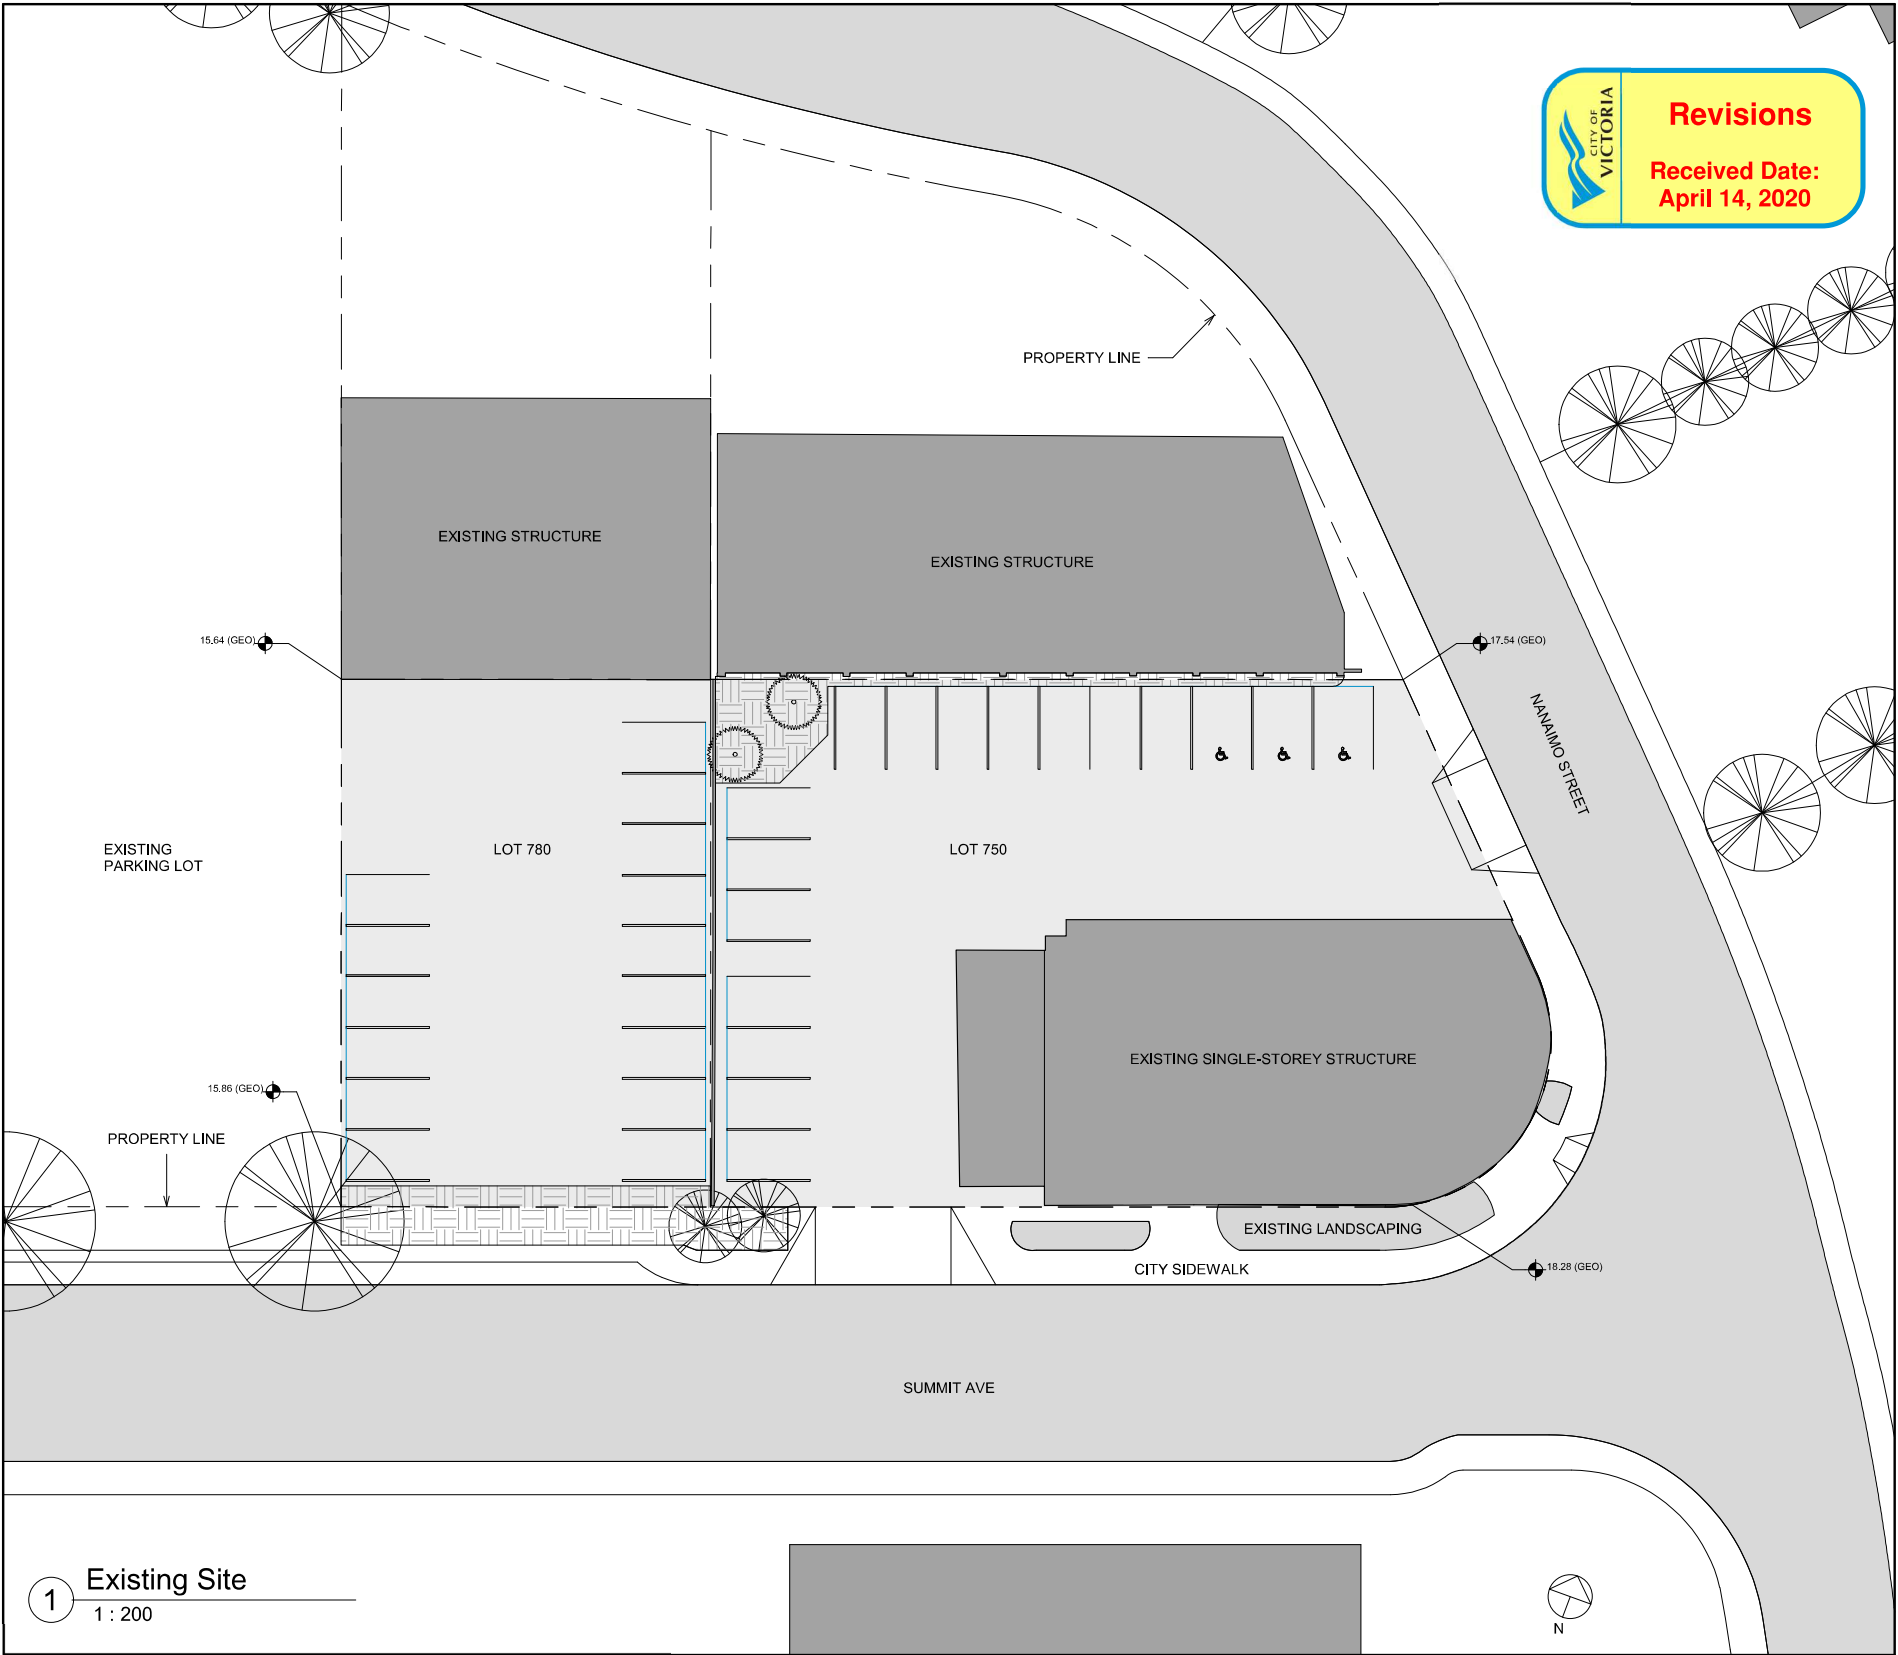 CITY OF
VICTORIA
Revisions
Received Date:
April 14, 2020
PROPERTY LINE
EXISTING STRUCTURE
EXISTING STRUCTURE
15.64 (GEO)
17.54 (GEO)
NANAIMO STREET
EXISTING
PARKING LOT
LOT 780
LOT 750
EXISTING SINGLE-STOREY STRUCTURE
15.86 (GEO)
PROPERTY LINE
EXISTING LANDSCAPING
CITY SIDEWALK
18.28 (GEO)
SUMMIT AVE
1
Existing Site
1 : 200
N